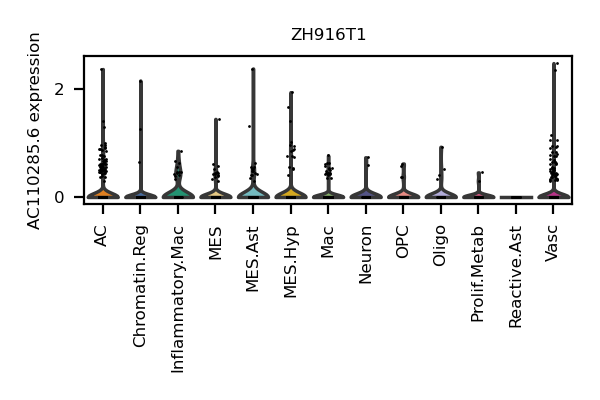 ZH916T1
AC110285.6 expression
2
0
AC
Chromatin.Reg
Inflammatory.Mac
MES
MES.Ast
MES.Hyp
Mac
Neuron
OPC
Oligo
Prolif.Metab
Reactive.Ast
Vasc